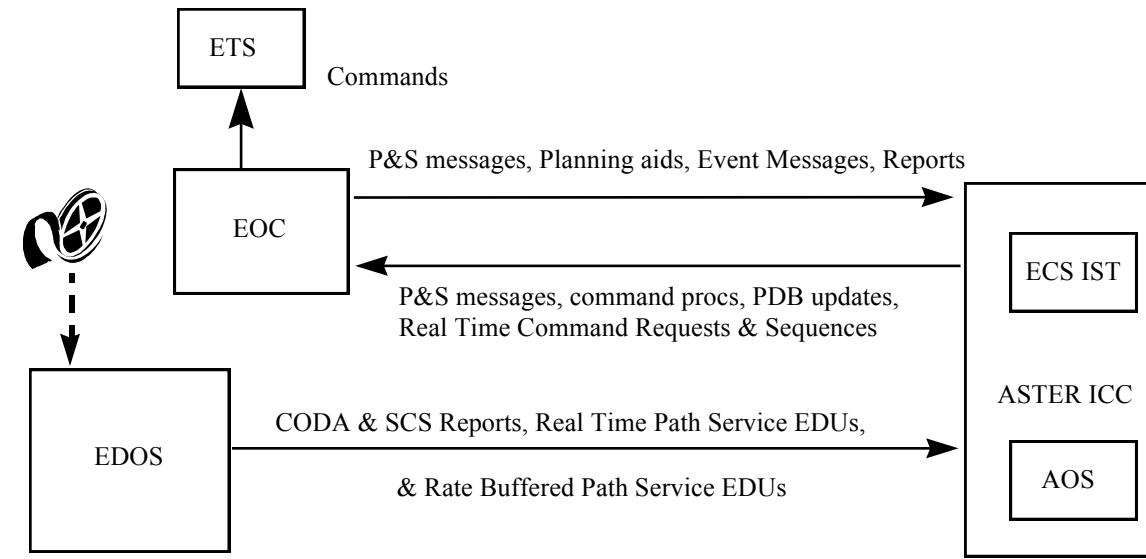 ETS
Commands
P&S messages, Planning aids, Event Messages, Reports
EOC
ECS IST
P&S messages, command procs, PDB updates,
Real Time Command Requests & Sequences
ASTER ICC
CODA & SCS Reports, Real Time Path Service EDUs,
EDOS
& Rate Buffered Path Service EDUs
AOS